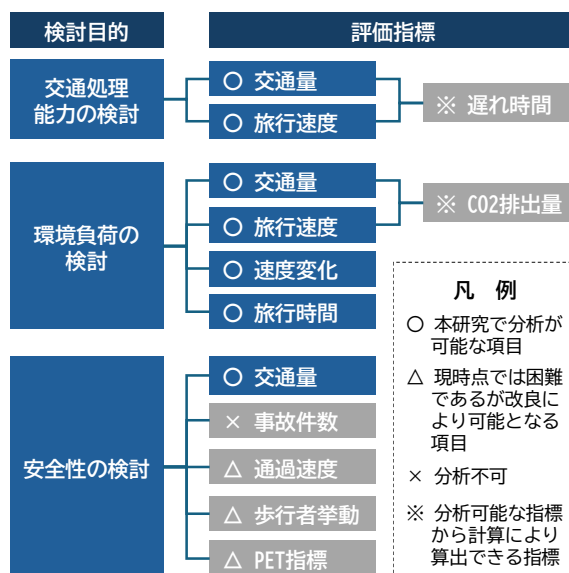 検討目的
評価指標
交通処理
能力の検討
○ 交通量
○ 旅行速度
※ 遅れ時間
環境負荷の
検討
○ 交通量
○ 旅行速度
○ 速度変化
○ 旅行時間
※ CO2排出量
安全性の検討
○ 交通量
× 事故件数
△ 通過速度
△ 歩行者挙動
△ PET指標
凡 例
○ 本研究で分析が
可能な項目
△ 現時点では困難
であるが改良に
より可能となる
項目
× 分析不可
※ 分析可能な指標
から計算により
算出できる指標